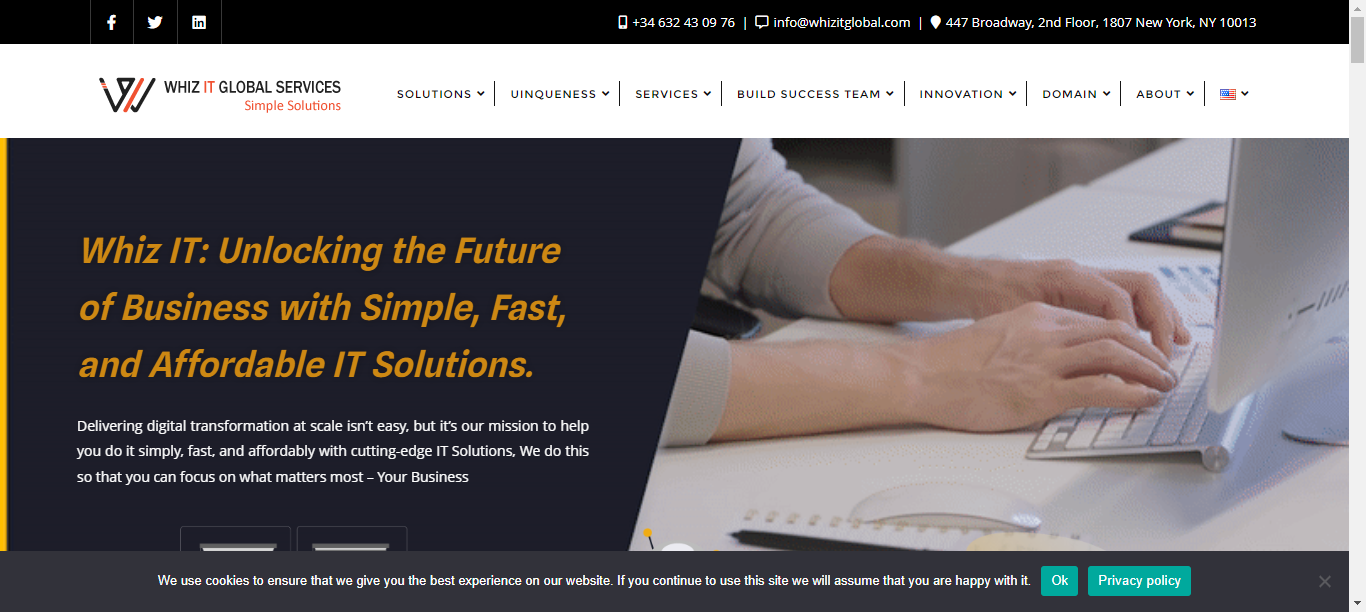 +34 632 43 09 76 | info@whizitglobal.com | 447 Broadway, 2nd Floor, 1807 New York, NY 10013
WHIZ IT GLOBAL SERVICES
Simple Solutions
SOLUTIONS
UINQUENESS
SERVICES
BUILD SUCCESS TEAM
INNOVATION
DOMAIN
ABOUT
Whiz IT: Unlocking the Future
of Business with Simple, Fast,
and Affordable IT Solutions.
Delivering digital transformation at scale isn't easy, but it's our mission to help
you do it simply, fast, and affordably with cutting-edge IT Solutions, We do this
so that you can focus on what matters most – Your Business
We use cookies to ensure that we give you the best experience on our website. If you continue to use this site we will assume that you are happy with it.
Ok
Privacy policy